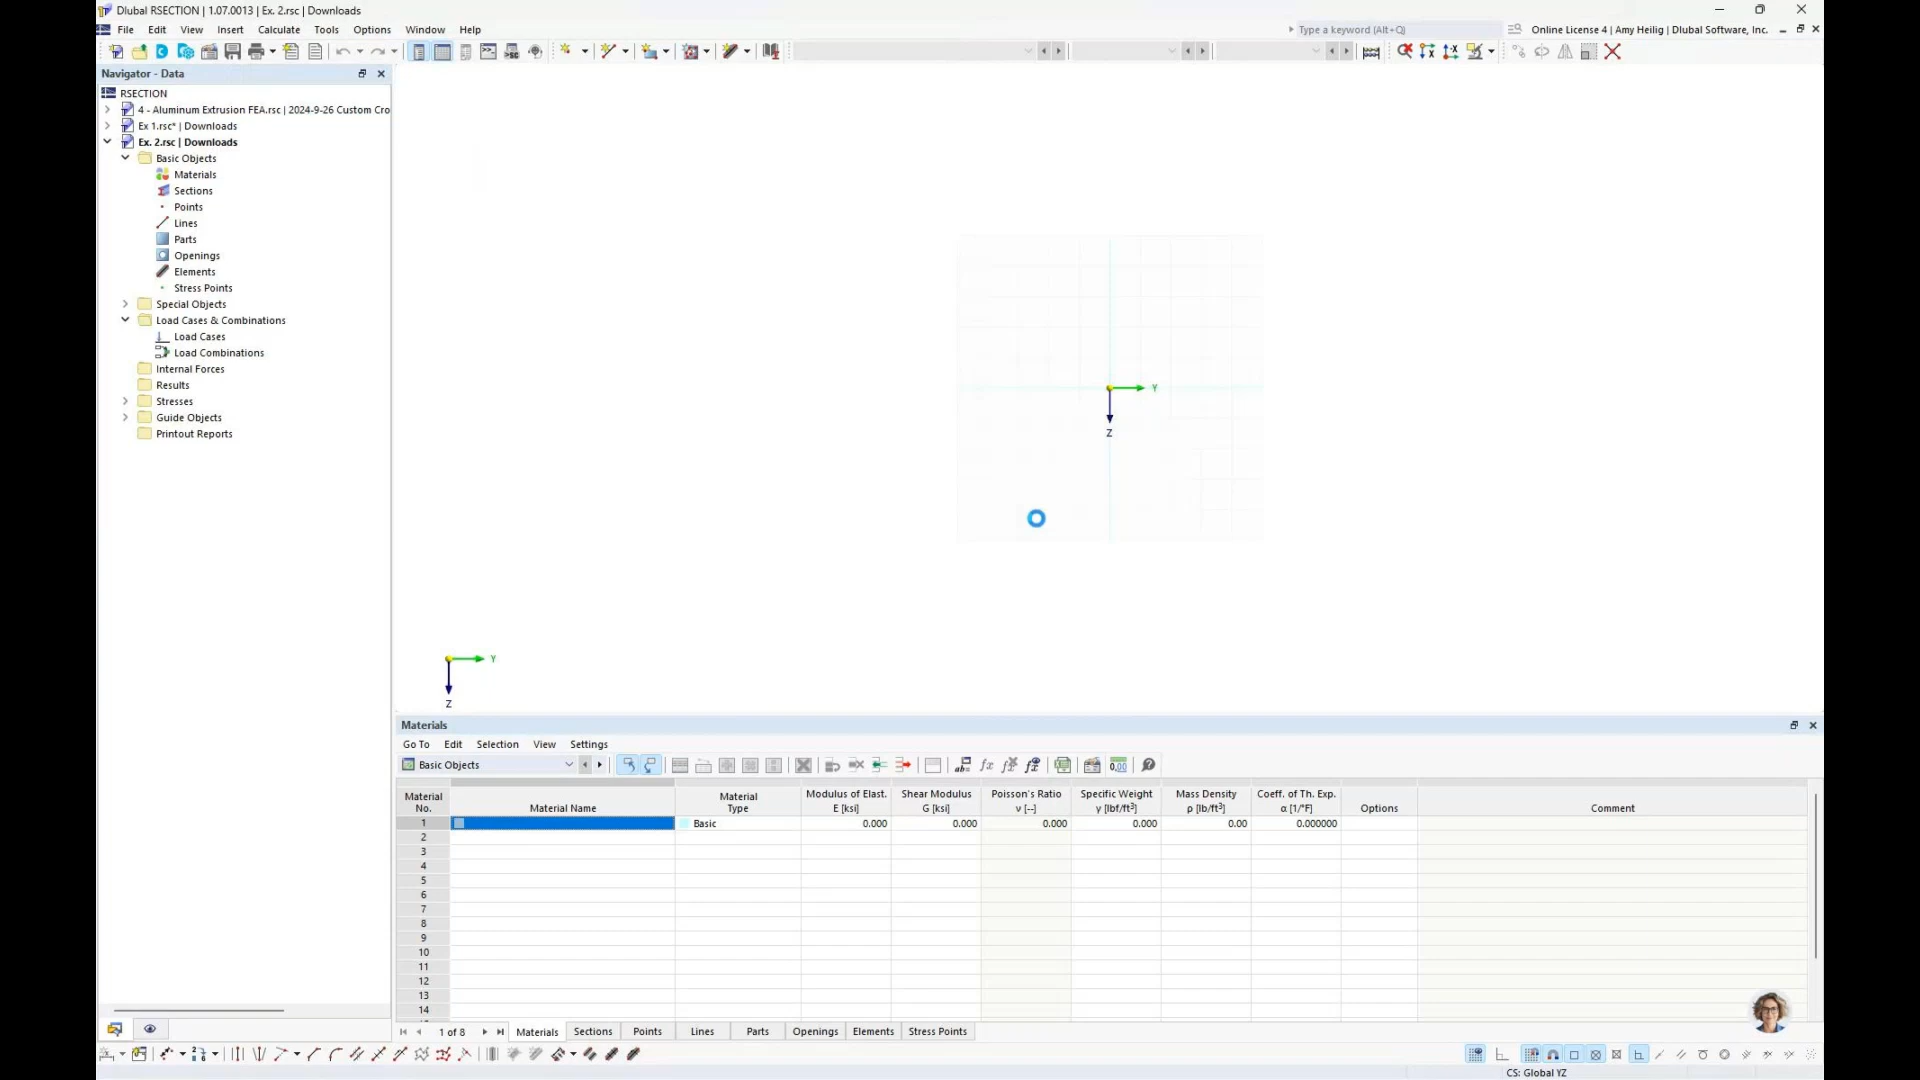 Dlubal RSECTION | 1.07.0013 | Ex. 2.rsc | Downloads
File Edit View Insert Calculate Tools Options Window Help
Type a keyword (Alt+Q)
Online License 4 | Amy Heilig | Dlubal Software, Inc.
Navigator - Data
RSECTION
4 - Aluminum Extrusion FEA.rsc | 2024-9-26 Custom Cro
Ex 1.rsc* | Downloads
Ex. 2.rsc | Downloads
Basic Objects
Materials
Sections
Points
Lines
Parts
Openings
Elements
Stress Points
Special Objects
Load Cases & Combinations
Load Cases
Load Combinations
Internal Forces
Results
Stresses
Guide Objects
Printout Reports
Y
Z
Y
Z
Materials
Go To Edit Selection View Settings
Basic Objects
Material No. Material Name Material Type Modulus of Elast. E [ksi] Shear Modulus G [ksi] Poisson's Ratio ν [--] Specific Weight γ [lbf/ft³] Mass Density ρ [lb/ft³] Coeff. of Th. Exp. α [1/°F] Options Comment
1 Basic 0.000 0.000 0.000 0.000 0.00 0.000000
2
3
4
5
6
7
8
9
10
11
12
13
14
1 of 8 Materials Sections Points Lines Parts Openings Elements Stress Points
CS: Global YZ